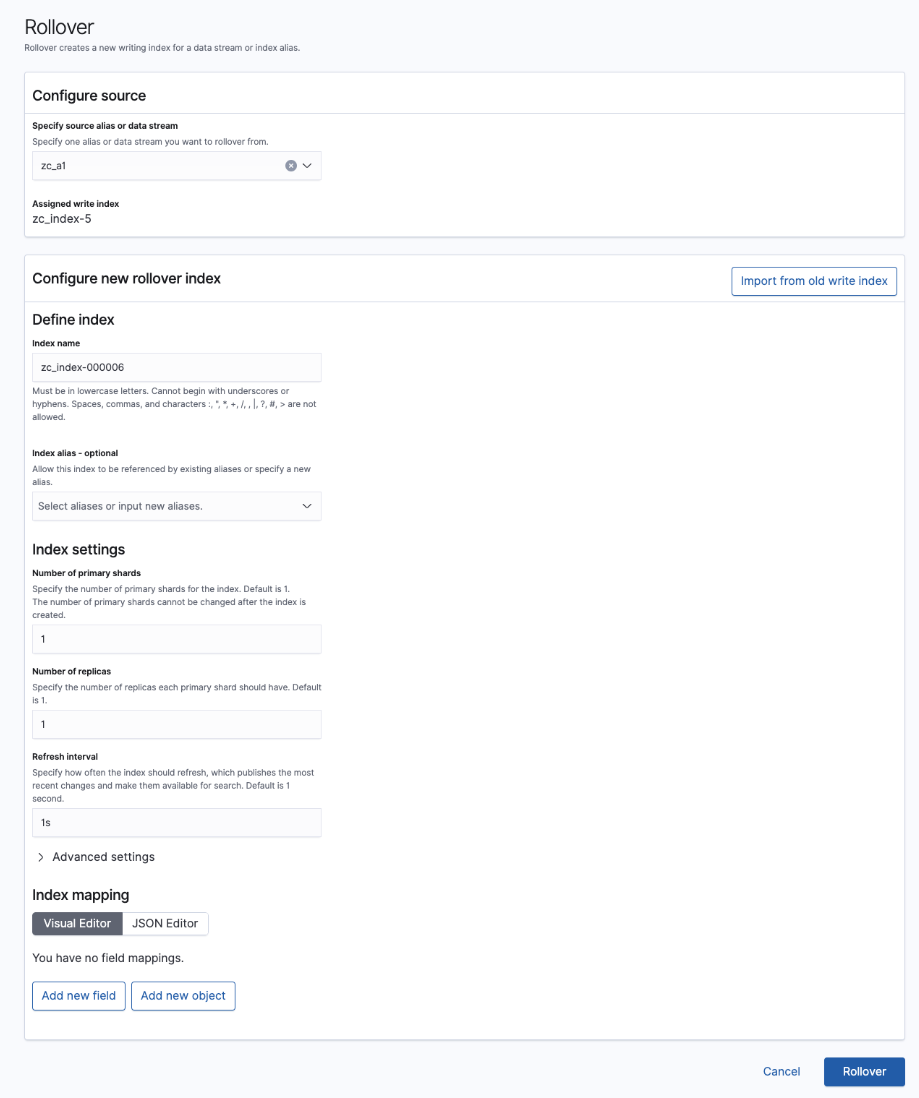 Rollover
Rollover creates a new writing index for a data stream or index alias.
Configure source
Specify source alias or data stream
Specify one alias or data stream you want to rollover from.
zc_a1
Assigned write index
zc_index-5
Configure new rollover index
Import from old write index
Define index
Index name
zc_index-000006
Must be in lowercase letters. Cannot begin with underscores or
hyphens. Spaces, commas, and characters :, ", *, +, /, , |, ?, #, > are not
allowed.
Index alias - optional
Allow this index to be referenced by existing aliases or specify a new
alias.
Select aliases or input new aliases.
Index settings
Number of primary shards
Specify the number of primary shards for the index. Default is 1.
The number of primary shards cannot be changed after the index is
created.
1
Number of replicas
Specify the number of replicas each primary shard should have. Default
is 1.
1
Refresh interval
Specify how often the index should refresh, which publishes the most
recent changes and make them available for search. Default is 1
second.
1s
Advanced settings
Index mapping
Visual Editor JSON Editor
You have no field mappings.
Add new field Add new object
Cancel Rollover